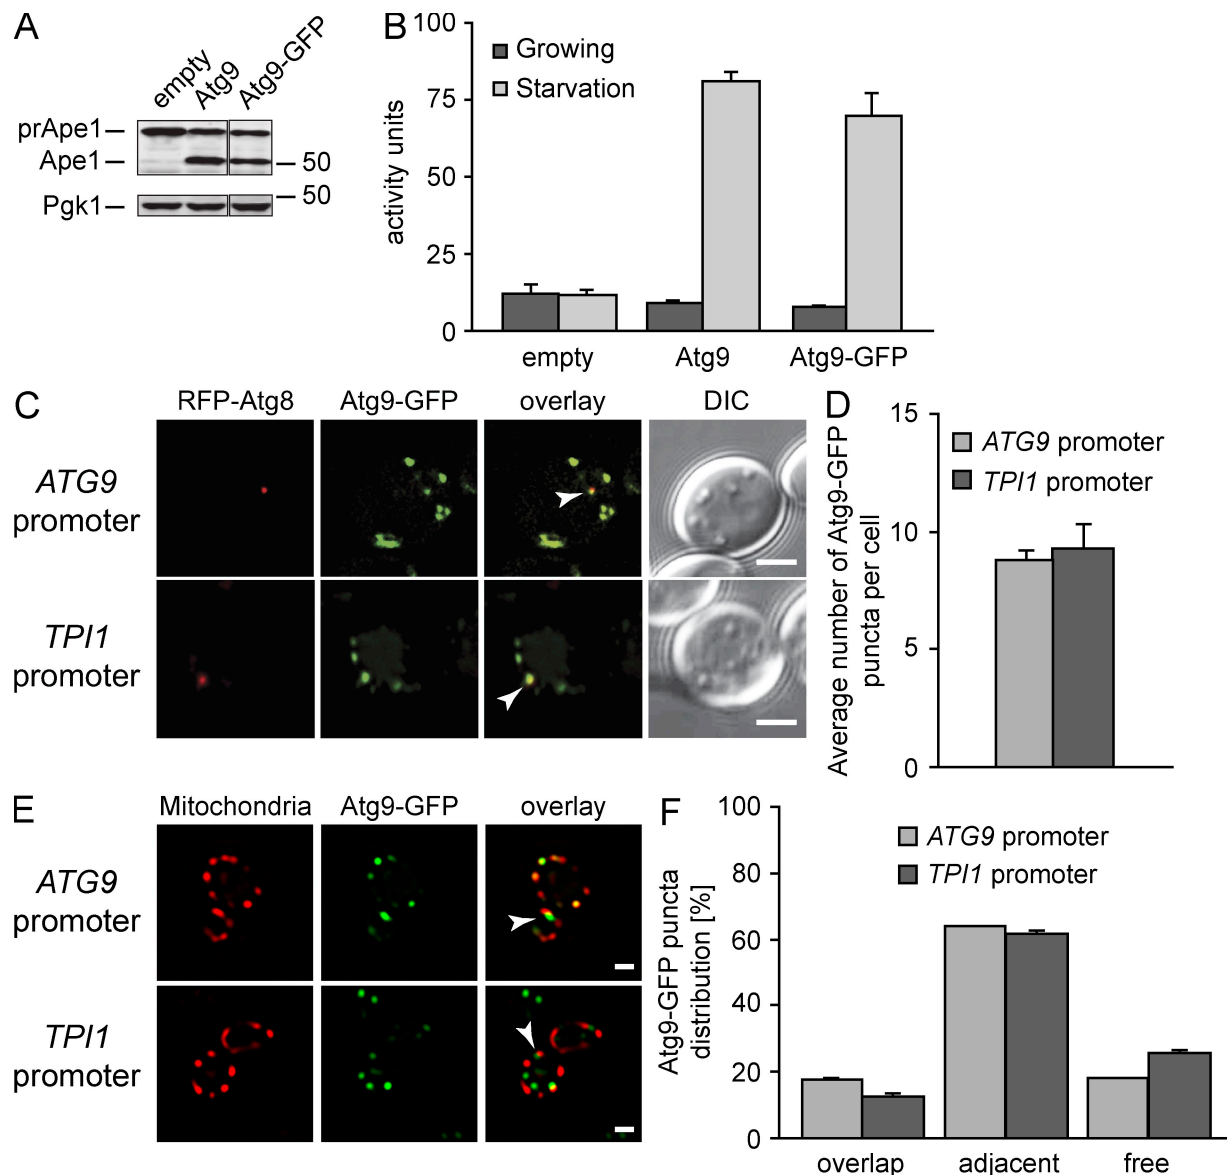 A
empty
Atg9
Atg9-GFP
prApe1
Ape1
50
50
Pgk1
B
100
75
50
25
0
activity units
Growing
Starvation
empty
Atg9
Atg9-GFP
C
RFP-Atg8
Atg9-GFP
overlay
DIC
ATG9
promoter
TPI1
promoter
D
15
10
5
0
Average number of Atg9-GFP
puncta per cell
ATG9 promoter
TPI1 promoter
E
Mitochondria
Atg9-GFP
overlay
ATG9
promoter
TPI1
promoter
F
100
80
60
40
20
0
Atg9-GFP puncta
distribution [%]
ATG9 promoter
TPI1 promoter
overlap
adjacent
free